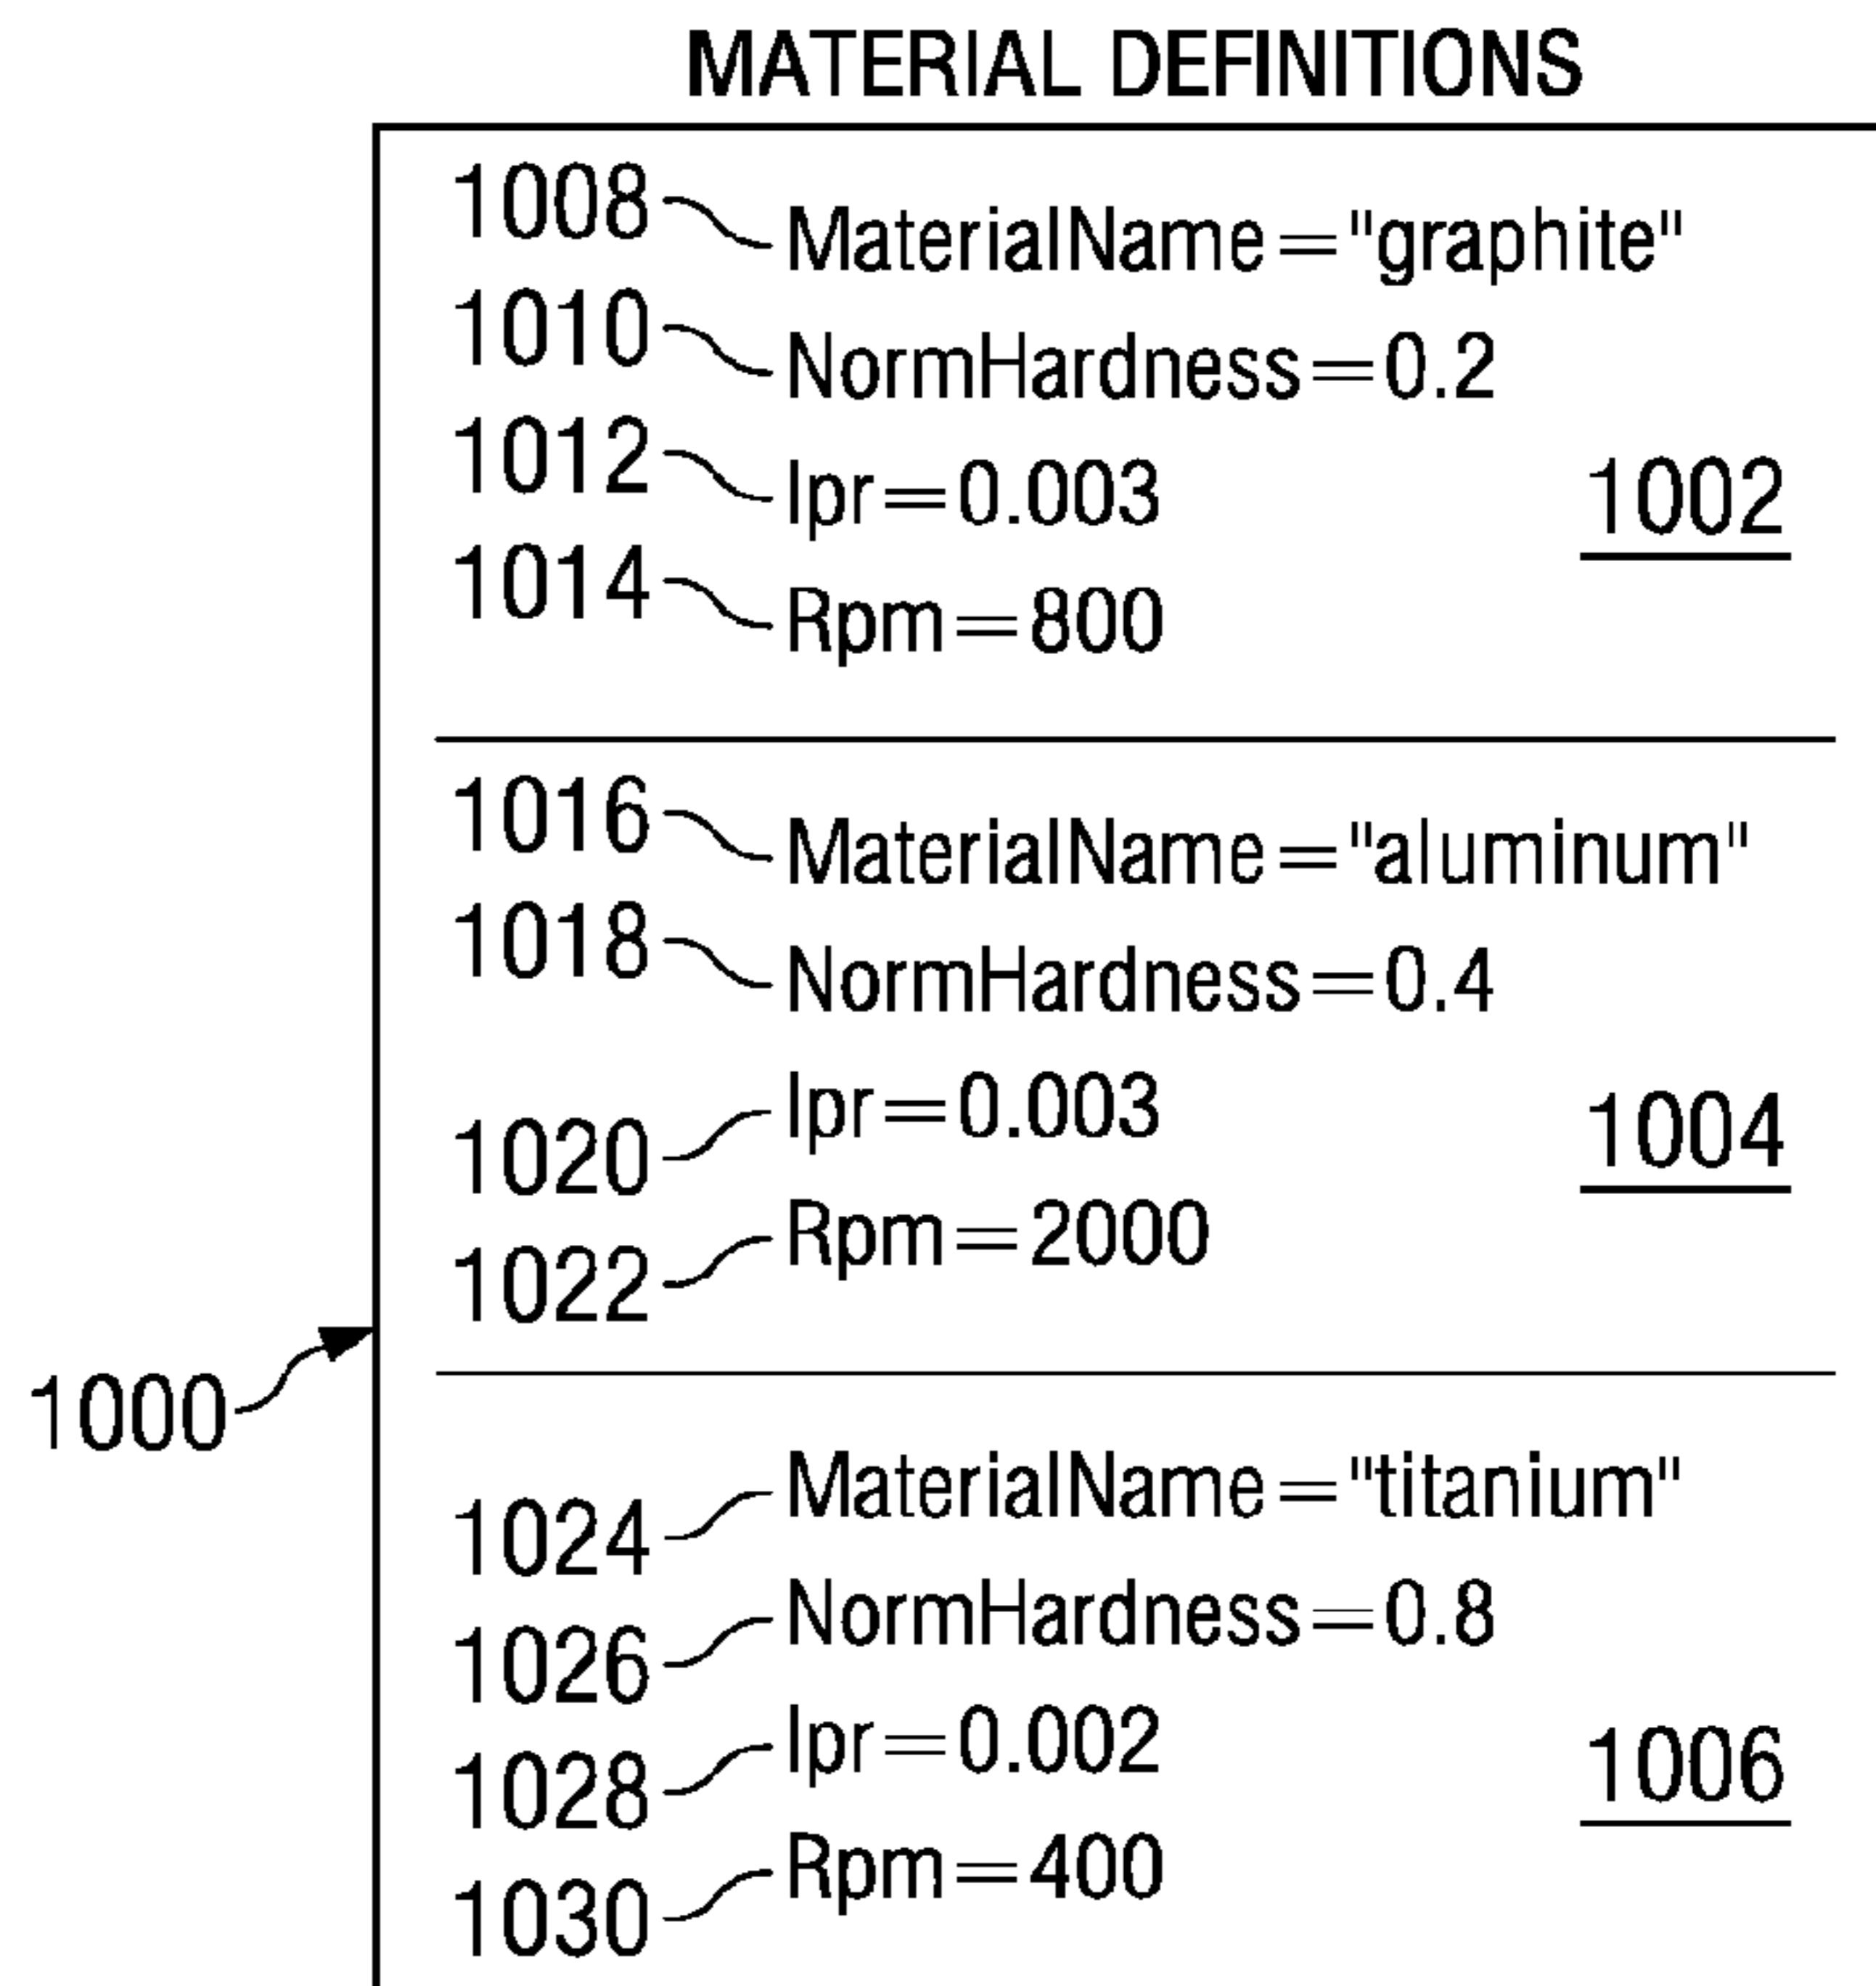 MATERIAL DEFINITIONS
1008 MaterialName="graphite"
1010 NormHardness=0.2
1012 Ipr=0.003
1002
1014 Rpm=800
1016 MaterialName="aluminum"
1018 NormHardness=0.4
1020 Ipr=0.003
1004
1022 Rpm=2000
1000
1024 MaterialName="titanium"
1026 NormHardness=0.8
1028 Ipr=0.002
1006
1030 Rpm=400